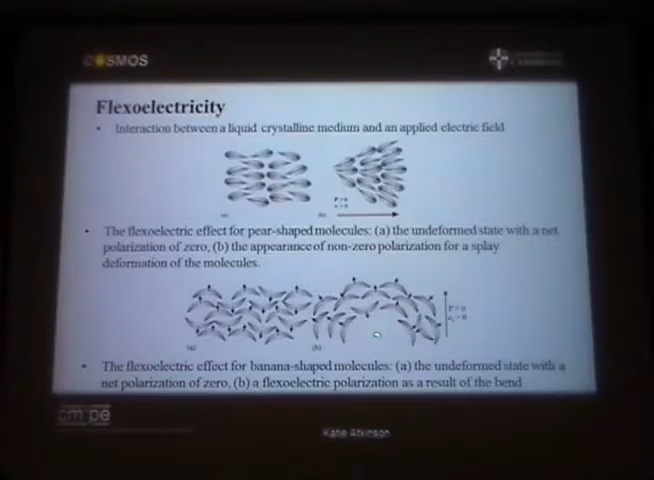 COSMOS
Flexoelectricity
• Interaction between a liquid crystalline medium and an applied electric field
(a) (b)
• The flexoelectric effect for pear-shaped molecules: (a) the undeformed state with a net
polarization of zero, (b) the appearance of non-zero polarization for a splay
deformation of the molecules.
(a) (b)
• The flexoelectric effect for banana-shaped molecules: (a) the undeformed state with a
net polarization of zero, (b) a flexoelectric polarization as a result of the bend
cmmpe
Katie Atkinson